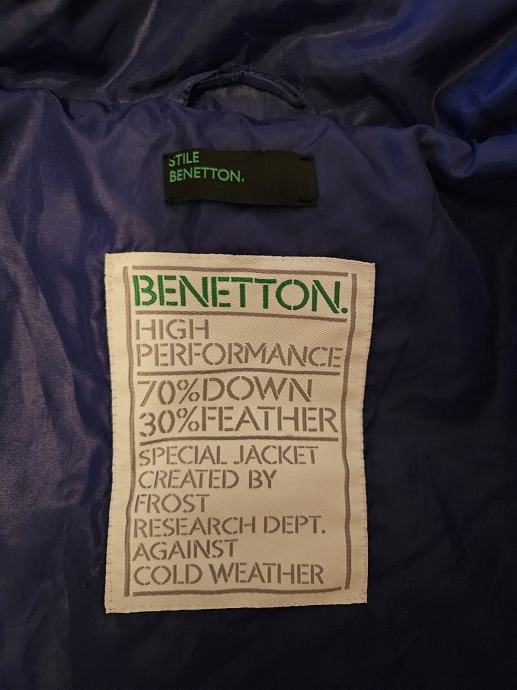 STILE
BENETTON.
BENETTON.
HIGH
PERFORMANCE
70%DOWN
30%FEATHER
SPECIAL JACKET
CREATED BY
FROST
RESEARCH DEPT.
AGAINST
COLD WEATHER